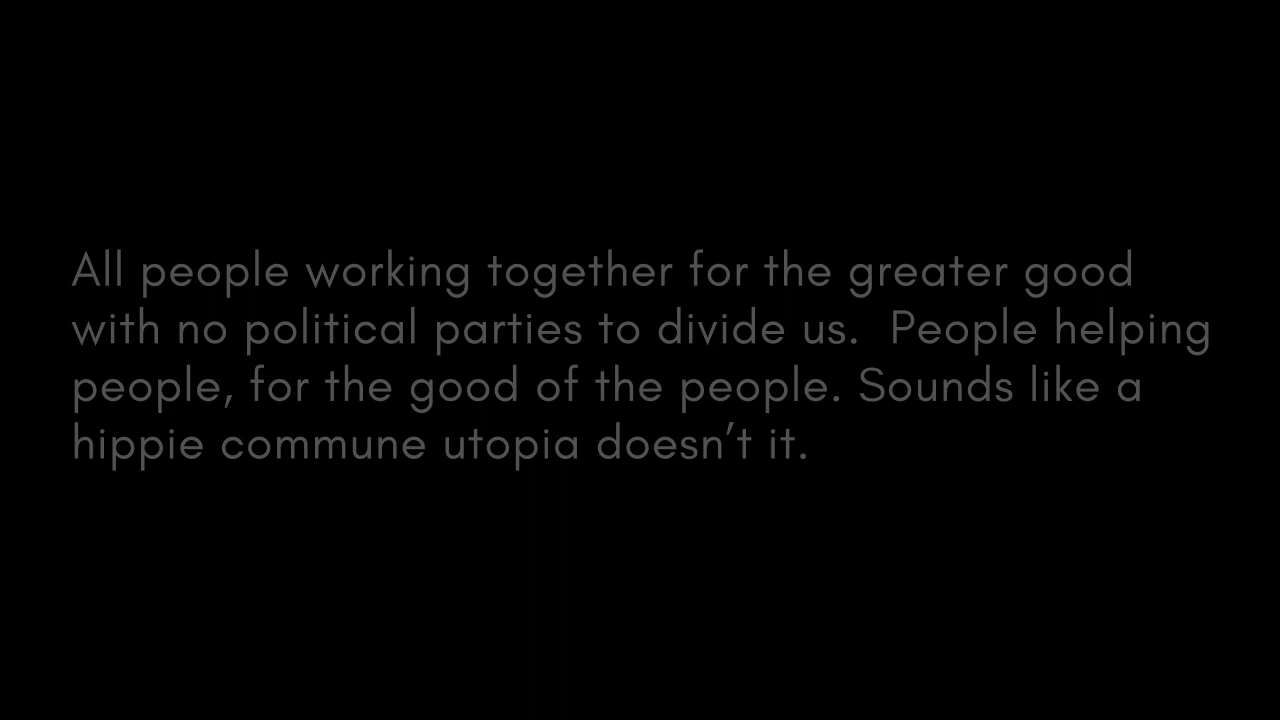 All people working together for the greater good
with no political parties to divide us.  People helping
people, for the good of the people. Sounds like a
hippie commune utopia doesn’t it.